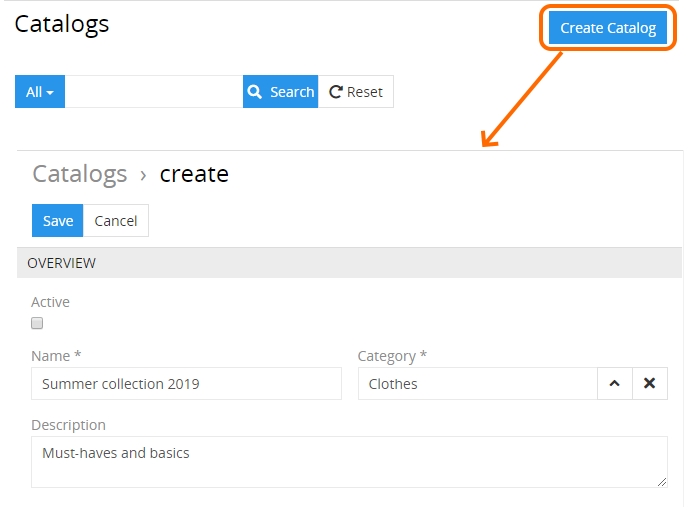 Catalogs
Create Catalog
All Search Reset
Catalogs › create
Save Cancel
OVERVIEW
Active
Name * Category *
Summer collection 2019 Clothes
Description
Must-haves and basics